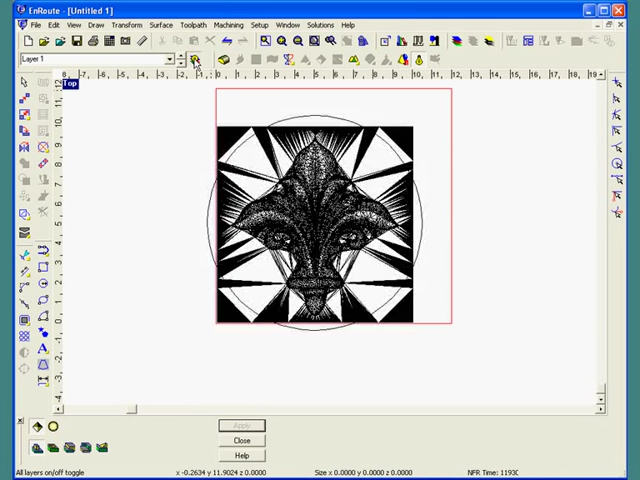 EnRoute - [Untitled 1]
File Edit View Draw Transform Surface Toolpath Machining Setup Window Solutions Help
Layer 1
Top
Apply
Close
Help
All layers on/off toggle x -0.2634 y 11.9024 z 0.0000 Size x 0.0000 y 0.0000 z 0.0000 NFR Time: 1193